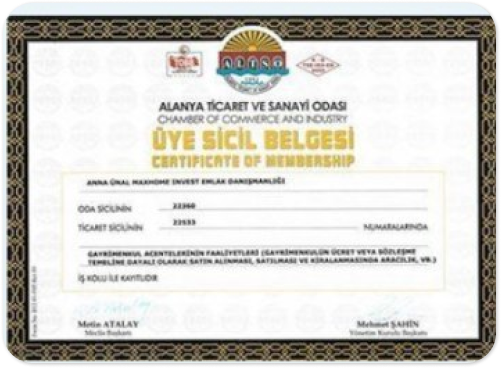 ALTSO
ALANYA TİCARET VE SANAYİ ODASI
CHAMBER OF COMMERCE AND INDUSTRY
ÜYE SİCİL BELGESİ
CERTIFICATE OF MEMBERSHIP
ANNA ÜNAL MAXHOME INVEST EMLAK DANIŞMANLIĞI
ODA SİCİLİNİN 22360
TİCARET SİCİLİNİN 22533 NUMARALARINDA
GAYRİMENKUL ACENTELERİNİN FAALİYETLERİ (GAYRİMENKULÜN ÜCRET VEYA SÖZLEŞME
TEMELİNE DAYALI OLARAK SATIN ALINMASI, SATILMASI VE KİRALANMASINDA ARACILIK, VB.)
İŞ KOLU İLE KAYITLIDIR
Metin ATALAY Mehmet ŞAHİN
Meclis Başkanı Yönetim Kurulu Başkanı